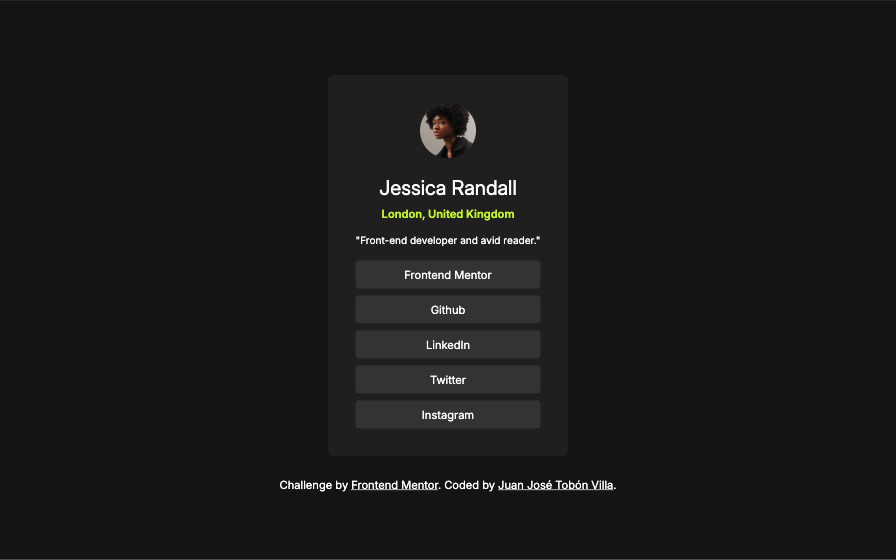 Jessica Randall
London, United Kingdom
"Front-end developer and avid reader."
Frontend Mentor
Github
LinkedIn
Twitter
Instagram
Challenge by Frontend Mentor. Coded by Juan José Tobón Villa.